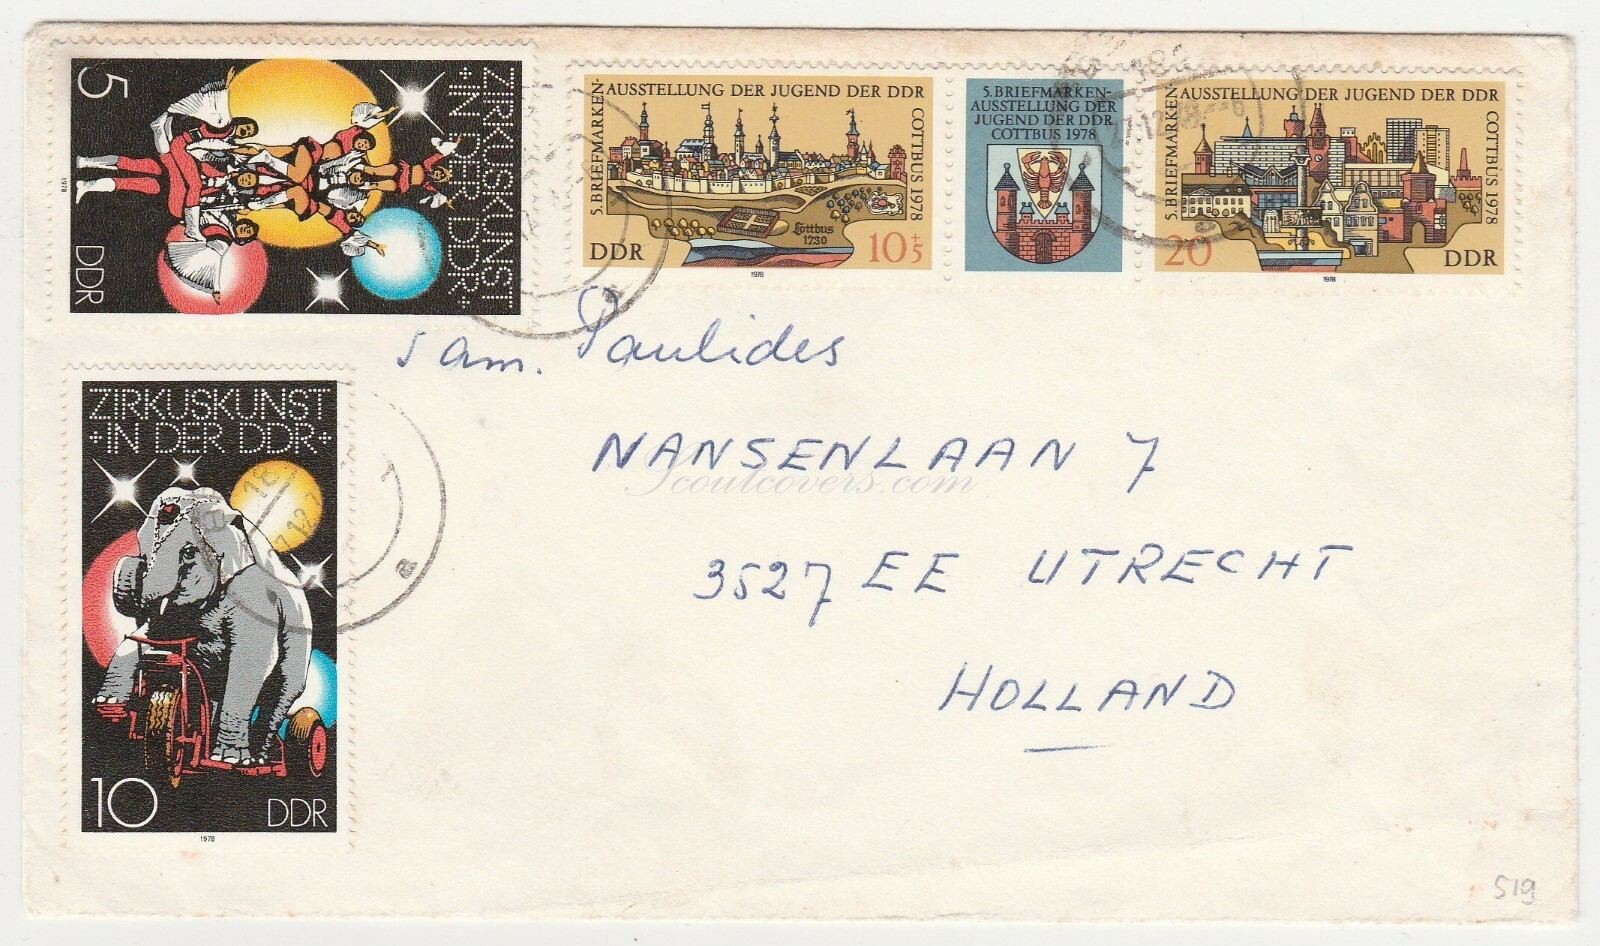 ZIRKUSKUNST
+IN DER DDR+
5
DDR
1978
5. BRIEFMARKEN-
AUSSTELLUNG DER JUGEND DER DDR
COTTBUS 1978
Cottbus
1730
DDR
10+5
1978
5. BRIEFMARKEN-
AUSSTELLUNG DER
JUGEND DER DDR
COTTBUS 1978
5. BRIEFMARKEN-
AUSSTELLUNG DER JUGEND DER DDR
COTTBUS 1978
20
DDR
1978
Fam. Paulides
NANSENLAAN 7
Scoutcovers.com
3527 EE UTRECHT
HOLLAND
ZIRKUSKUNST
+IN DER DDR+
a
10
DDR
1978
519